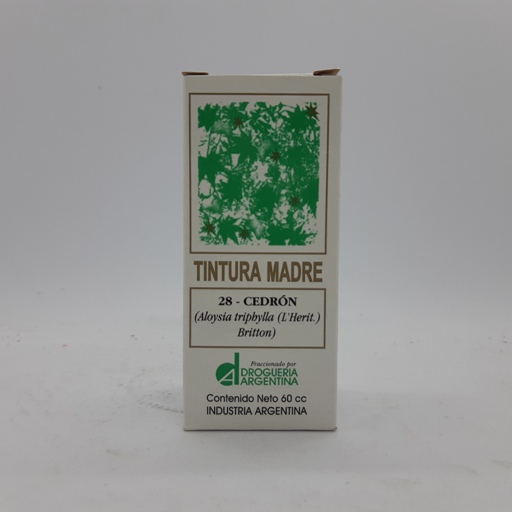 TINTURA MADRE
28 - CEDRÓN
(Aloysia triphylla (L'Herit.)
Britton)
Fraccionado por
DROGUERIA
ARGENTINA
Contenido Neto 60 cc
INDUSTRIA ARGENTINA